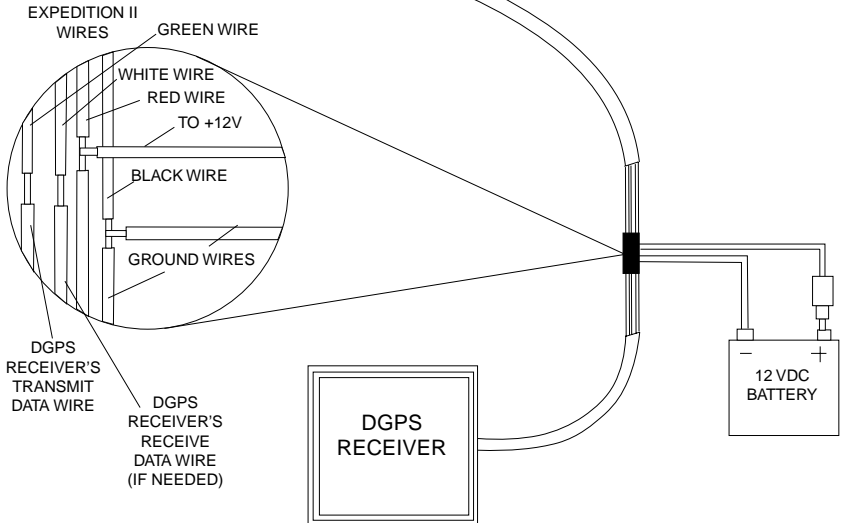 EXPEDITION II
WIRES
GREEN WIRE
WHITE WIRE
RED WIRE
TO +12V
BLACK WIRE
GROUND WIRES
DGPS
RECEIVER'S
TRANSMIT
DATA WIRE
DGPS
RECEIVER'S
RECEIVE
DATA WIRE
(IF NEEDED)
DGPS
RECEIVER
– +
12 VDC
BATTERY